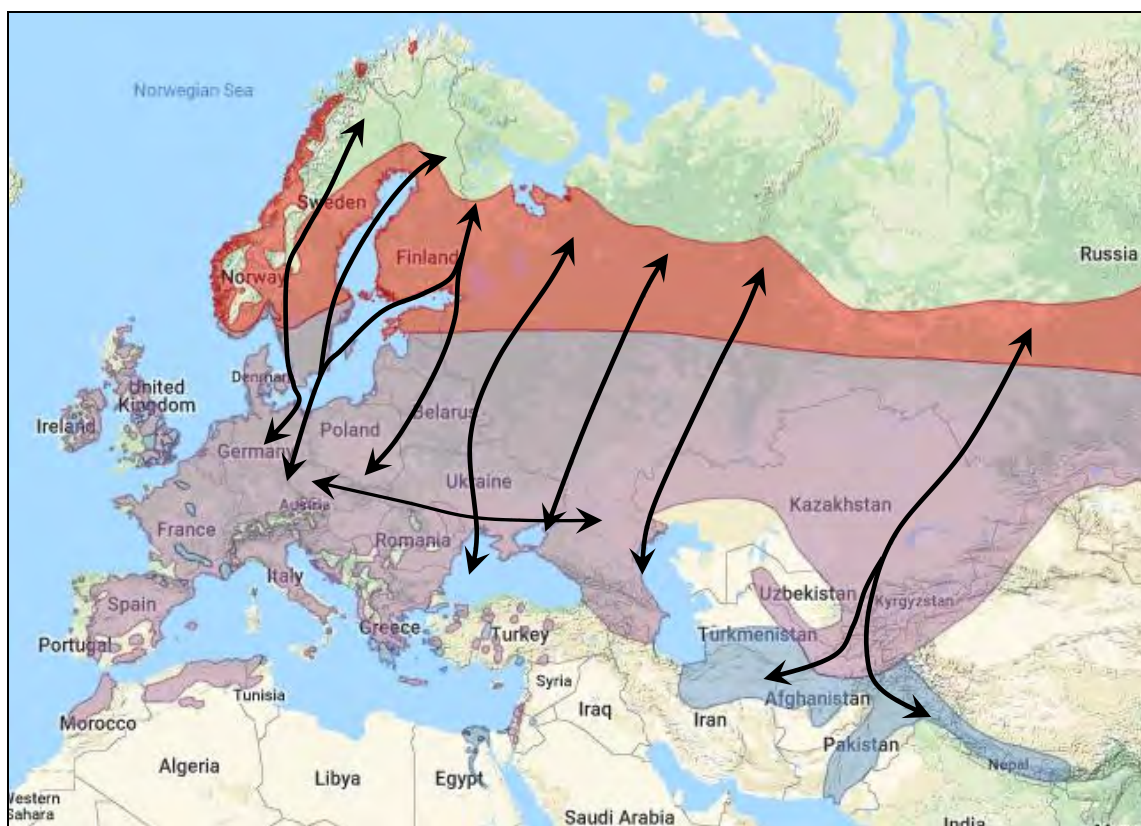 Norwegian Sea
Sweden
Finland
Norway
Russia
Denmark
United
Kingdom
Ireland
Belarus
Poland
Germany
Ukraine
Kazakhstan
Austria
France
Romania
Italy
Uzbekistan
Kyrgyzstan
Spain
Portugal
Greece
Turkey
Turkmenistan
Syria
Tunisia
Afghanistan
Iraq
Iran
Morocco
Pakistan
Algeria
Libya
Egypt
Nepal
Western
Sahara
Saudi Arabia
India